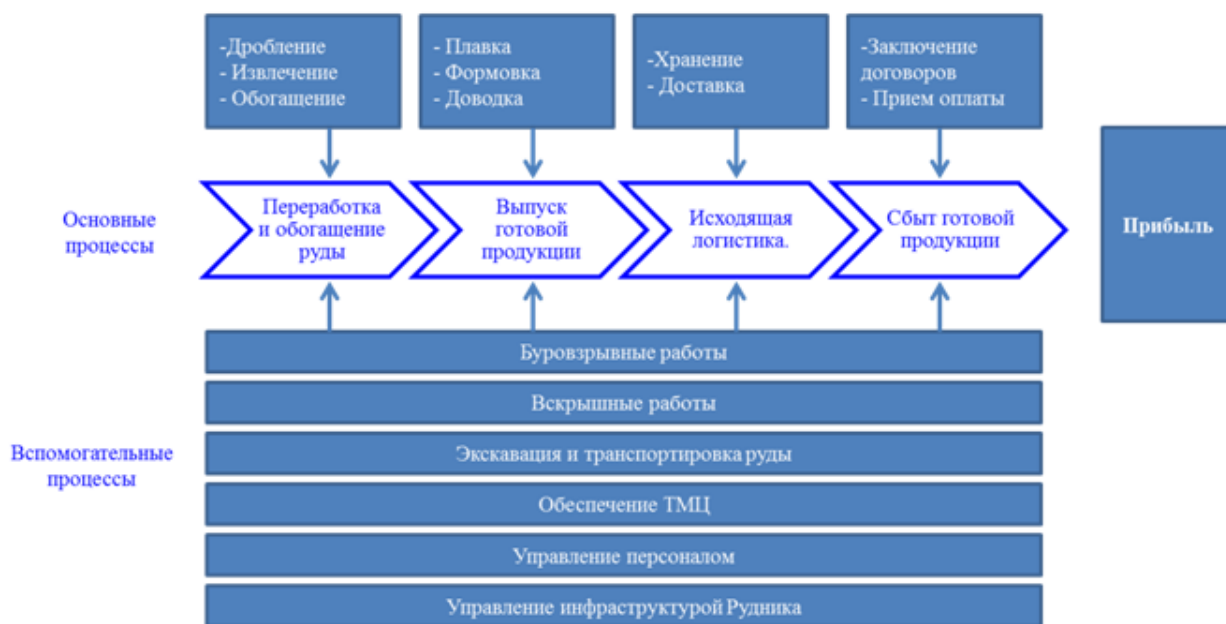 -Дробление
- Извлечение
- Обогащение
- Плавка
- Формовка
- Доводка
-Хранение
- Доставка
-Заключение
договоров
- Прием оплаты
Основные
процессы
Переработка
и обогащение
руды
Выпуск
готовой
продукции
Исходящая
логистика.
Сбыт готовой
продукции
Прибыль
Вспомогательные
процессы
Буровзрывные работы
Вскрышные работы
Экскавация и транспортировка руды
Обеспечение ТМЦ
Управление персоналом
Управление инфраструктурой Рудника